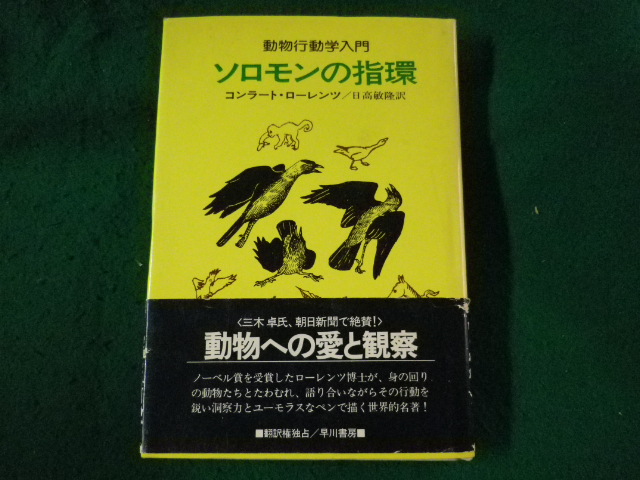 動物行動学入門
ソロモンの指環
コンラート・ローレンツ/日高敏隆訳
〈三木 卓氏、朝日新聞で絶賛!〉
動物への愛と観察
ノーベル賞を受賞したローレンツ博士が、身の回り
の動物たちとたわむれ、語り合いながらその行動を
鋭い洞察力とユーモラスなペンで描く世界的名著!
■翻訳権独占/早川書房■